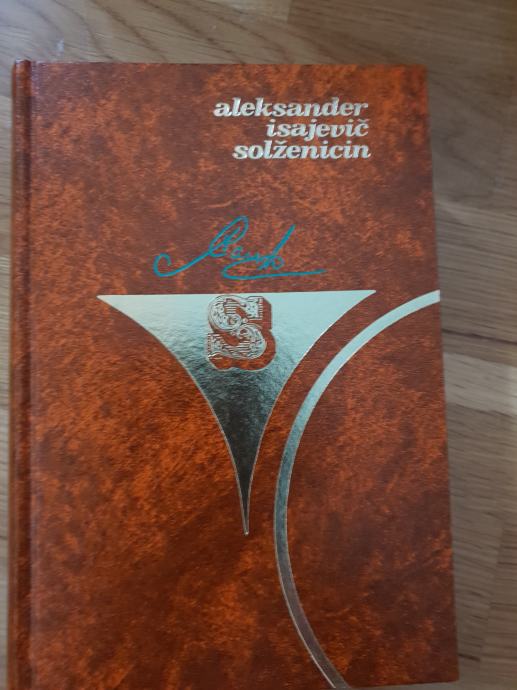 aleksander
isajevič
solženicin
S